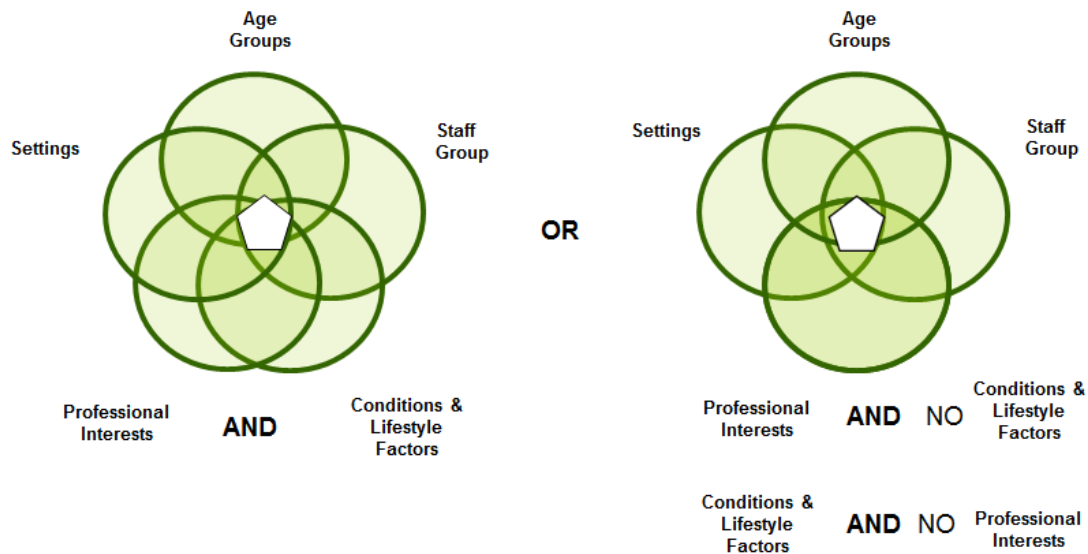 Age
Groups
Settings
Staff
Group
Professional
Interests
AND
Conditions &
Lifestyle
Factors
OR
Age
Groups
Settings
Staff
Group
Professional
Interests
AND NO
Conditions &
Lifestyle
Factors
Conditions &
Lifestyle
Factors
AND NO
Professional
Interests